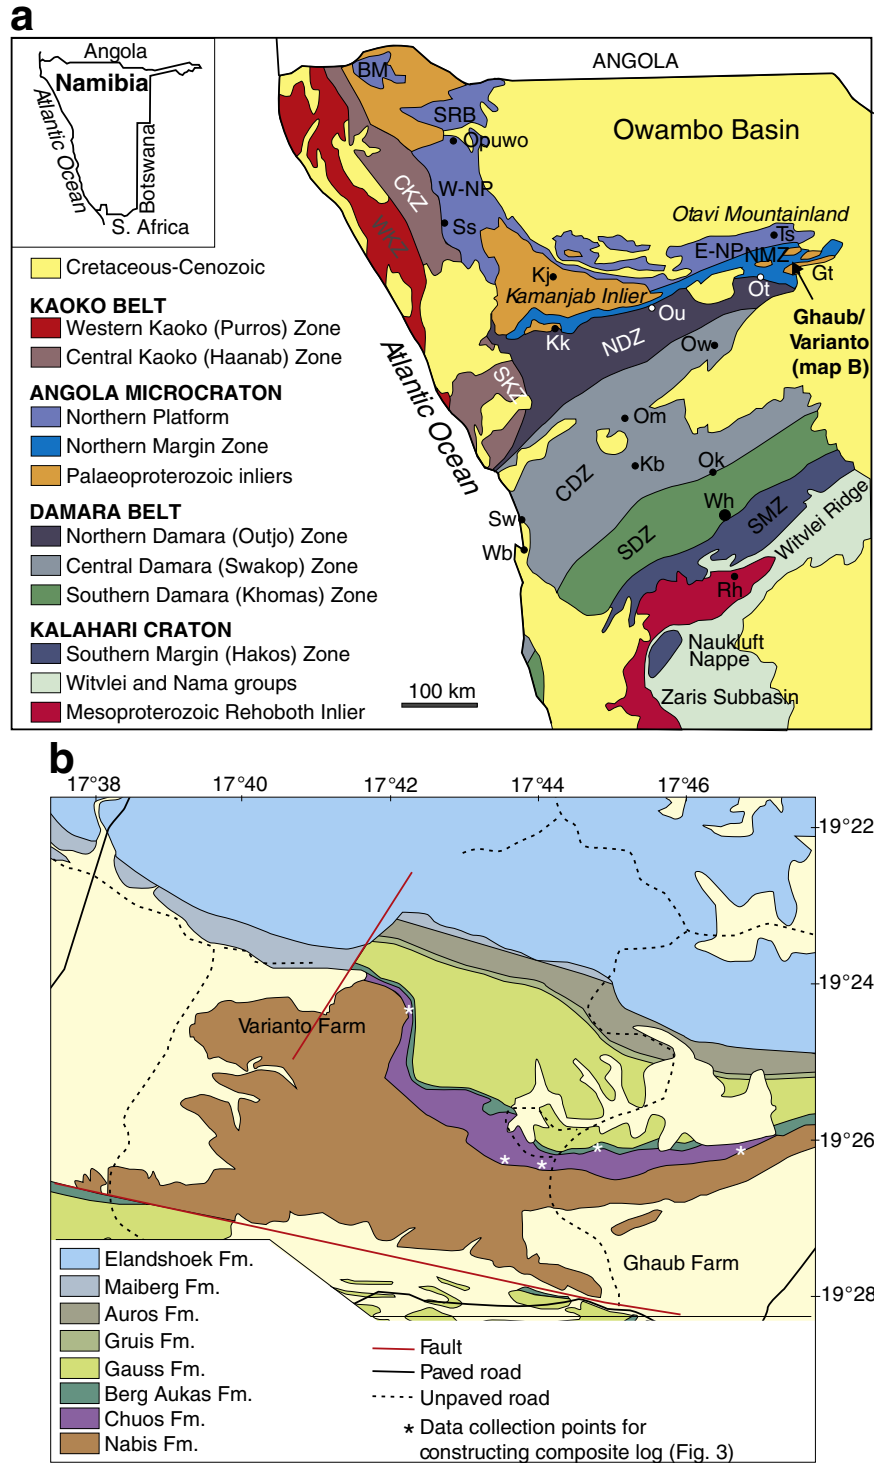 a
Angola
Namibia
Atlantic Ocean
Botswana
S. Africa
ANGOLA
BM
SRB
Owambo Basin
Opuwo
CKZ
W-NP
WKZ
Ss
Otavi Mountainland
Ts
E-NP
NMZ
Kj
Gt
Kamanjab Inlier
Ot
Ou
Ghaub/
Varianto
(map B)
Kk
NDZ
Ow
SKZ
Atlantic Ocean
Om
CDZ
Kb
Ok
Wh
Sw
SDZ
SMZ
Witvlei Ridge
Wb
Rh
Naukluft
Nappe
Zaris Subbasin
100 km
Cretaceous-Cenozoic
KAOKO BELT
Western Kaoko (Purros) Zone
Central Kaoko (Haanab) Zone
ANGOLA MICROCRATON
Northern Platform
Northern Margin Zone
Palaeoproterozoic inliers
DAMARA BELT
Northern Damara (Outjo) Zone
Central Damara (Swakop) Zone
Southern Damara (Khomas) Zone
KALAHARI CRATON
Southern Margin (Hakos) Zone
Witvlei and Nama groups
Mesoproterozoic Rehoboth Inlier
b
17°38 17°40 17°42 17°44 17°46
19°22
19°24
Varianto Farm
19°26
Ghaub Farm
19°28
Elandshoek Fm.
Maiberg Fm.
Auros Fm.
Gruis Fm.
Gauss Fm.
Berg Aukas Fm.
Chuos Fm.
Nabis Fm.
Fault
Paved road
Unpaved road
* Data collection points for
constructing composite log (Fig. 3)